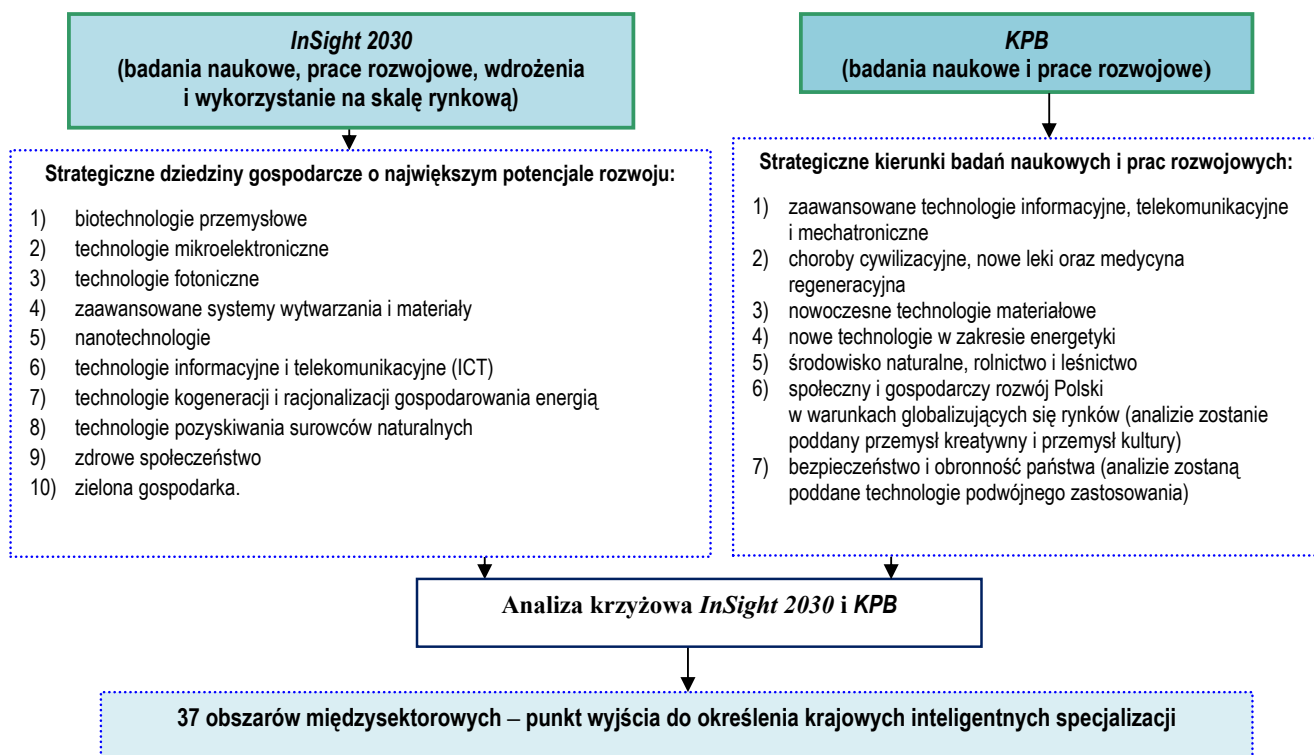 InSight 2030
(badania naukowe, prace rozwojowe, wdrożenia
i wykorzystanie na skalę rynkową)
Strategiczne dziedziny gospodarcze o największym potencjale rozwoju:
1) biotechnologie przemysłowe
2) technologie mikroelektroniczne
3) technologie fotoniczne
4) zaawansowane systemy wytwarzania i materiały
5) nanotechnologie
6) technologie informacyjne i telekomunikacyjne (ICT)
7) technologie kogeneracji i racjonalizacji gospodarowania energią
8) technologie pozyskiwania surowców naturalnych
9) zdrowe społeczeństwo
10) zielona gospodarka.
KPB
(badania naukowe i prace rozwojowe)
Strategiczne kierunki badań naukowych i prac rozwojowych:
1) zaawansowane technologie informacyjne, telekomunikacyjne
i mechatroniczne
2) choroby cywilizacyjne, nowe leki oraz medycyna
regeneracyjna
3) nowoczesne technologie materiałowe
4) nowe technologie w zakresie energetyki
5) środowisko naturalne, rolnictwo i leśnictwo
6) społeczny i gospodarczy rozwój Polski
w warunkach globalizujących się rynków (analizie zostanie
poddany przemysł kreatywny i przemysł kultury)
7) bezpieczeństwo i obronność państwa (analizie zostaną
poddane technologie podwójnego zastosowania)
Analiza krzyżowa InSight 2030 i KPB
37 obszarów międzysektorowych – punkt wyjścia do określenia krajowych inteligentnych specjalizacji